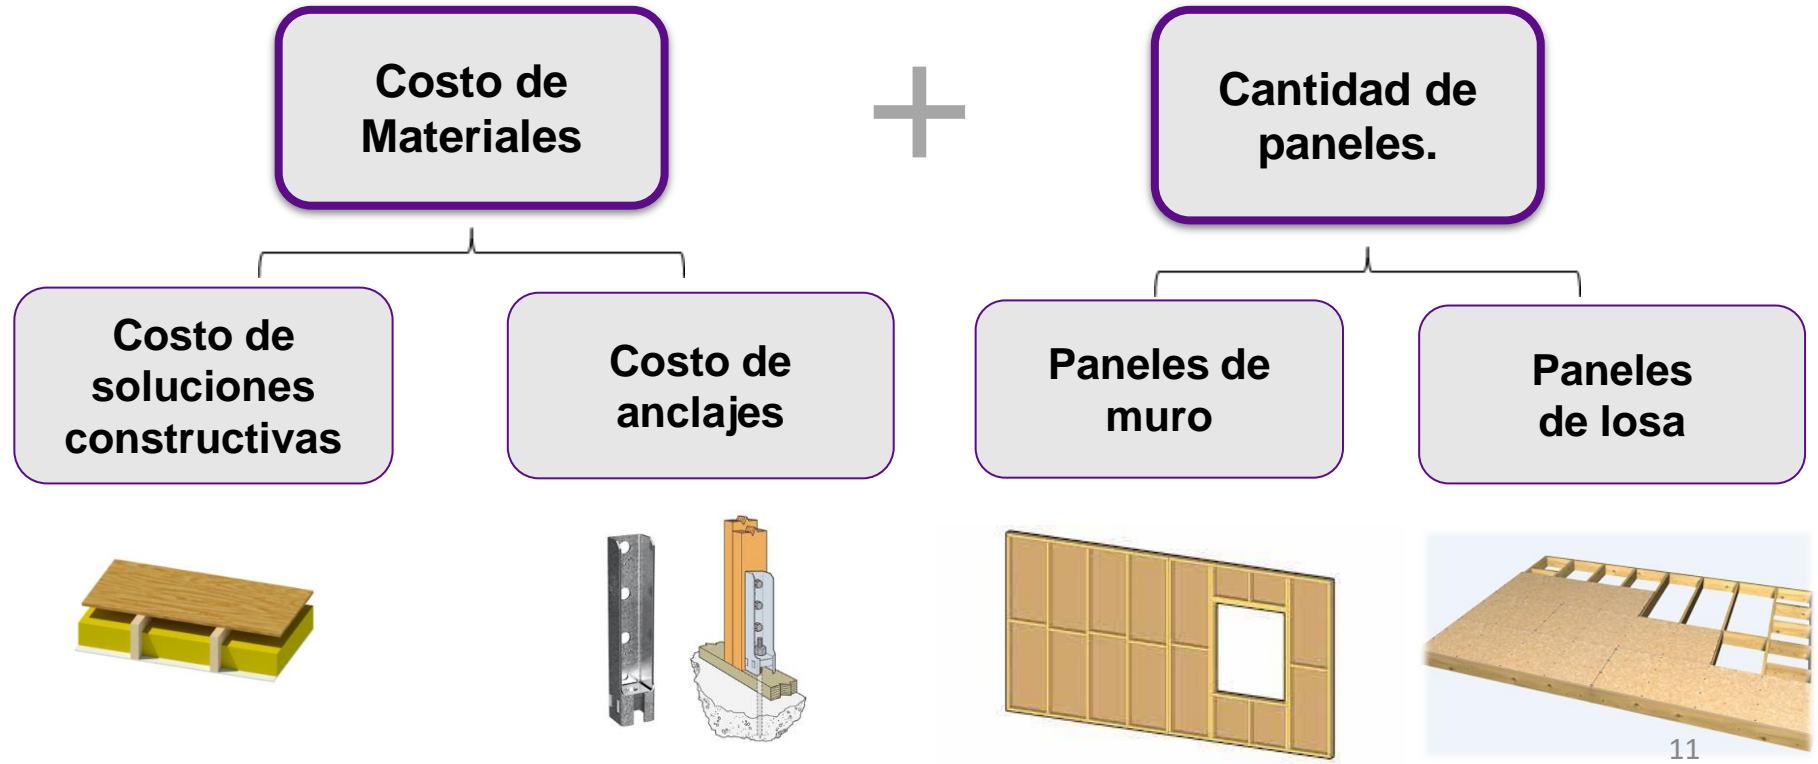 Costo de
Materiales
+
Cantidad de
paneles.
Costo de
soluciones
constructivas
Costo de
anclajes
Paneles de
muro
Paneles
de losa
11